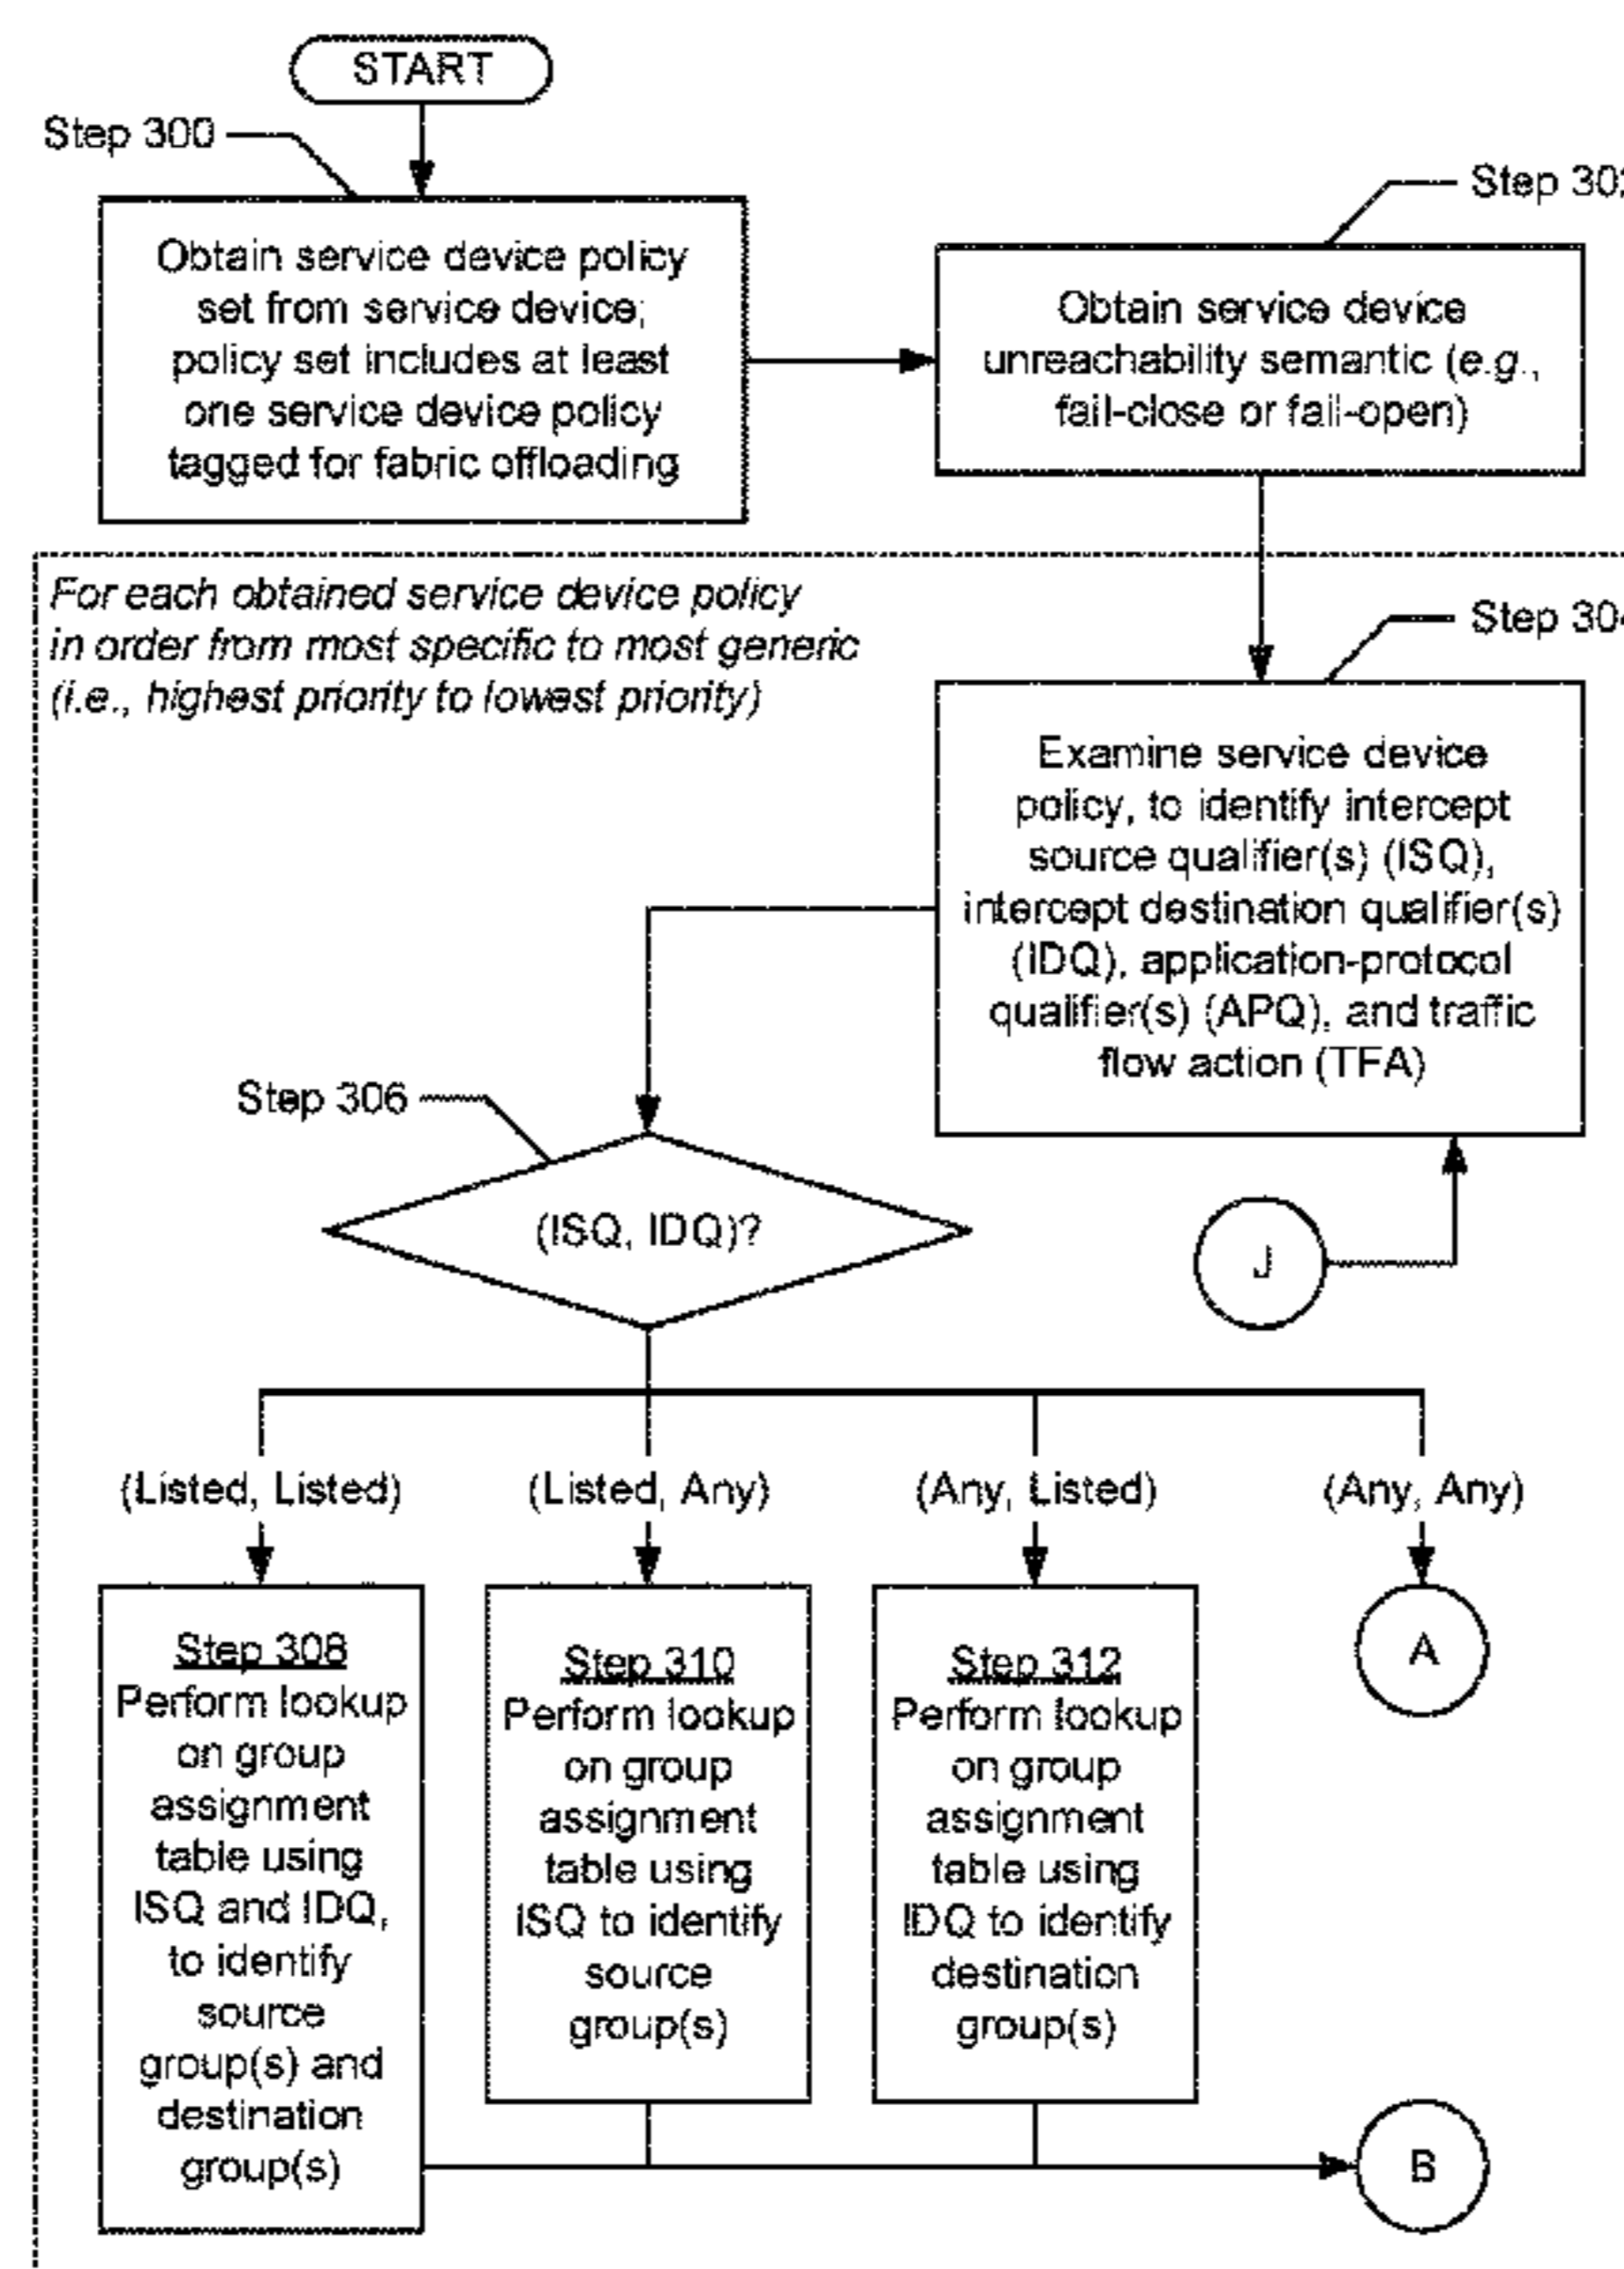 START
Step 300
Obtain service device policy
set from service device;
policy set includes at least
one service device policy
tagged for fabric offloading
Step
Obtain service device
unreachability semantic (e.g.,
fail-close or fail-open)
For each obtained service device policy
in order from most specific to most generic
(i.e., highest priority to lowest priority)
Step
Examine service device
policy, to identify intercept
source qualifier(s) (ISQ),
intercept destination qualifier(s)
(IDQ), application-protocol
qualifier(s) (APQ), and traffic
flow action (TFA)
Step 306
(ISQ, IDQ)?
J
(Listed, Listed)
(Listed, Any)
(Any, Listed)
(Any, Any)
Step 308
Perform lookup
on group
assignment
table using
ISQ and IDQ,
to identify
source
group(s) and
destination
group(s)
Step 310
Perform lookup
on group
assignment
table using
ISQ to identify
source
group(s)
Step 312
Perform lookup
on group
assignment
table using
IDQ to identify
destination
group(s)
A
B